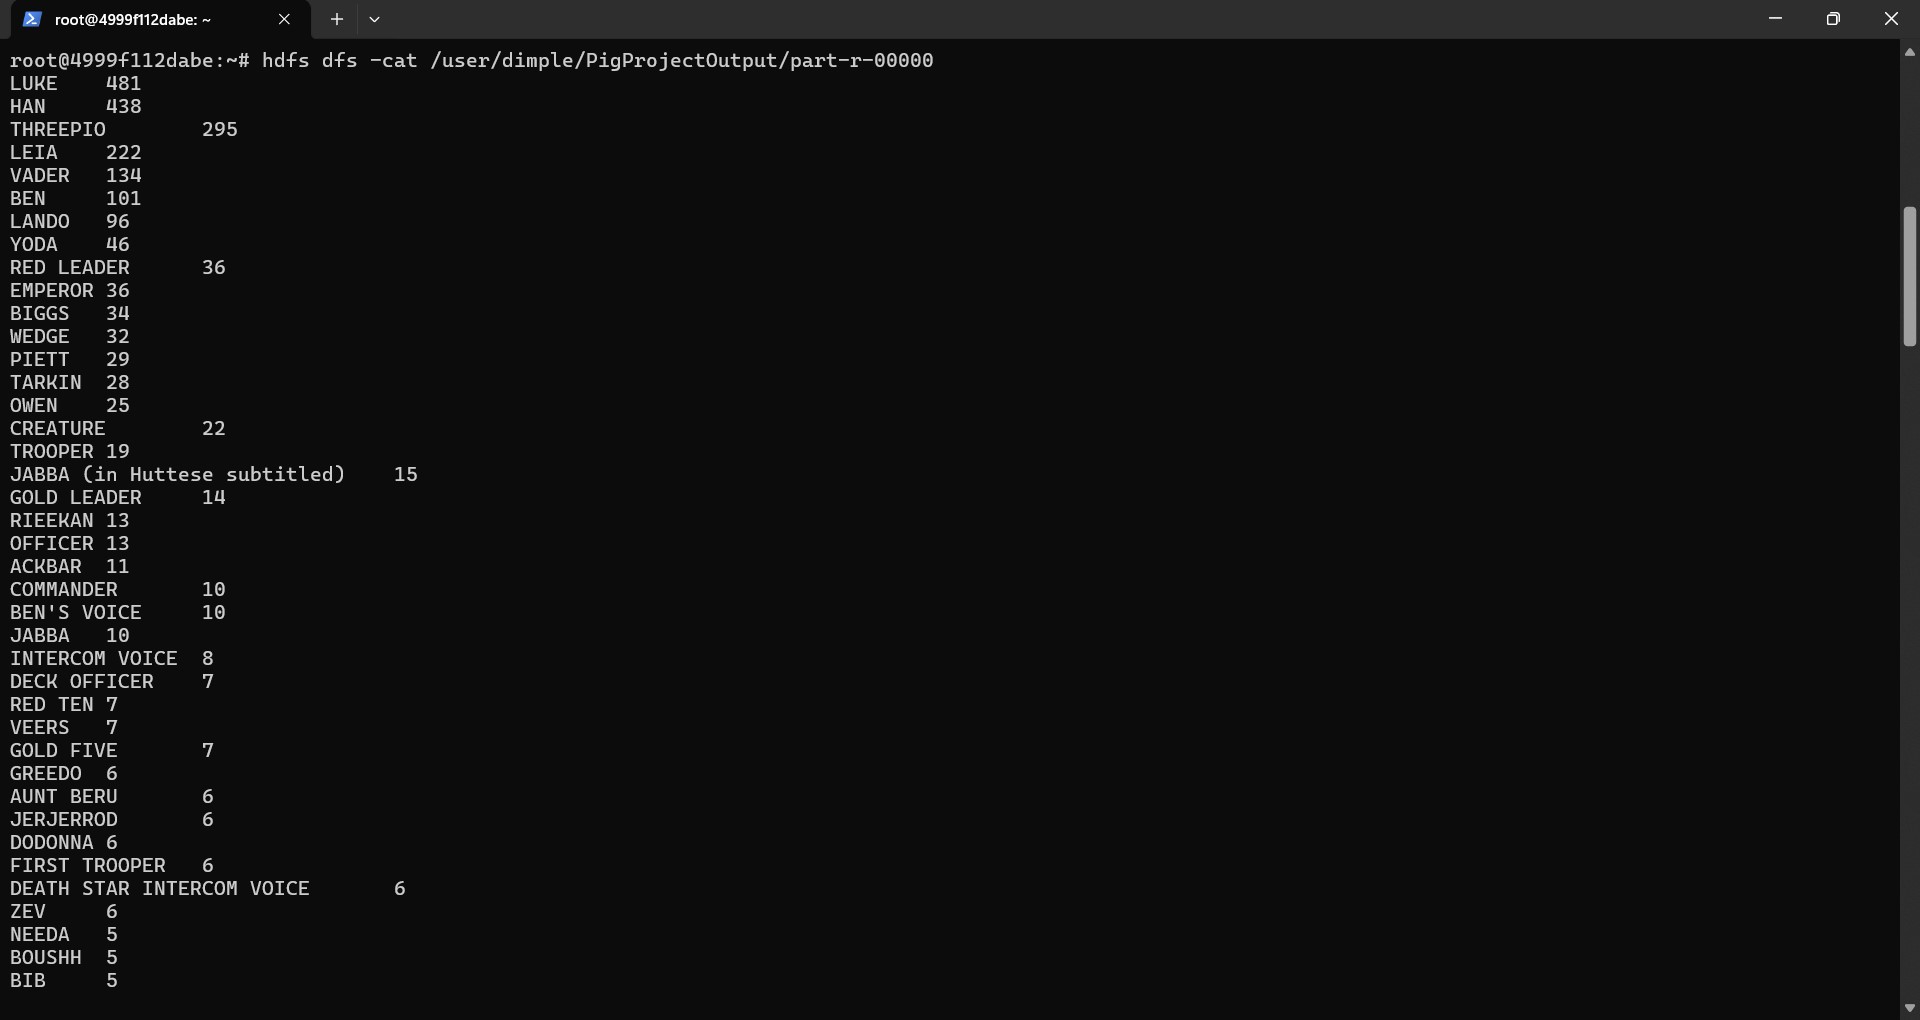 root@4999f112dabe: ~
root@4999f112dabe:~# hdfs dfs -cat /user/dimple/PigProjectOutput/part-r-00000
LUKE    481
HAN     438
THREEPIO        295
LEIA    222
VADER   134
BEN     101
LANDO   96
YODA    46
RED LEADER      36
EMPEROR 36
BIGGS   34
WEDGE   32
PIETT   29
TARKIN  28
OWEN    25
CREATURE        22
TROOPER 19
JABBA (in Huttese subtitled)    15
GOLD LEADER     14
RIEEKAN 13
OFFICER 13
ACKBAR  11
COMMANDER       10
BEN'S VOICE     10
JABBA   10
INTERCOM VOICE  8
DECK OFFICER    7
RED TEN 7
VEERS   7
GOLD FIVE       7
GREEDO  6
AUNT BERU       6
JERJERROD       6
DODONNA 6
FIRST TROOPER   6
DEATH STAR INTERCOM VOICE       6
ZEV     6
NEEDA   5
BOUSHH  5
BIB     5